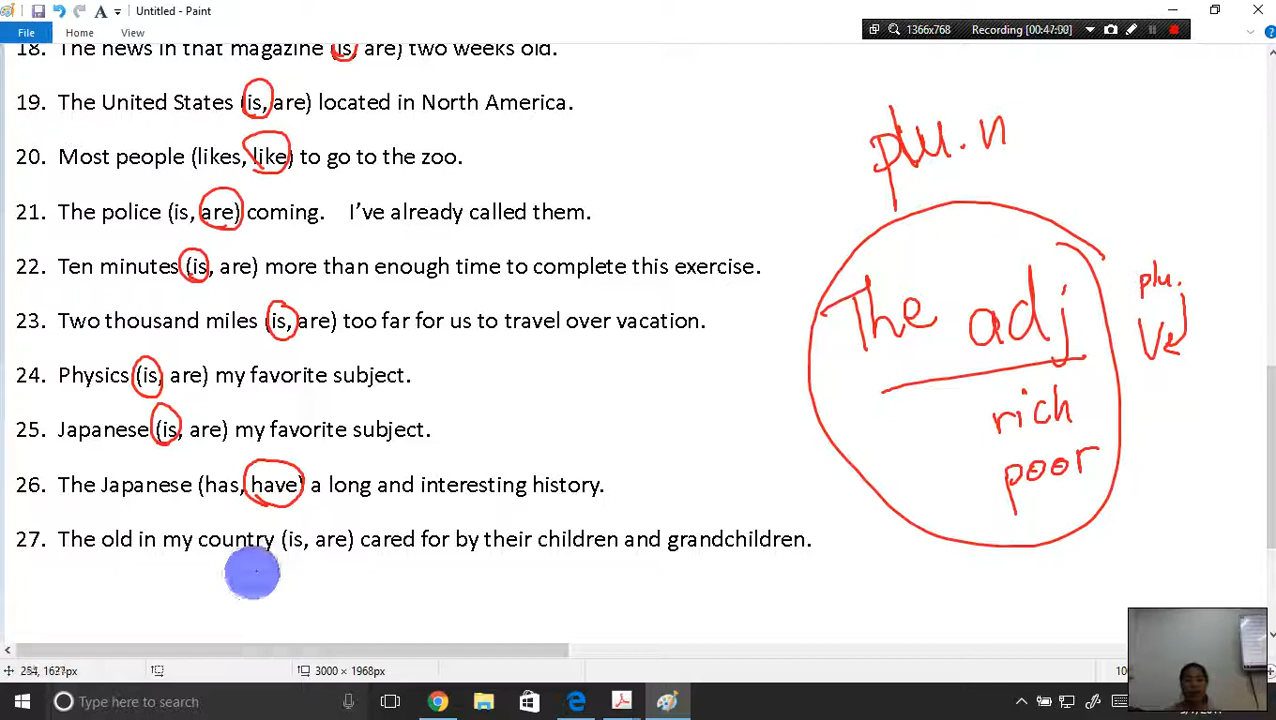 Untitled - Paint
File Home View
1366x768 Recording [00:47:00]
18. The news in that magazine (is, are) two weeks old.
19. The United States (is, are) located in North America.
20. Most people (likes, like) to go to the zoo.
21. The police (is, are) coming. I've already called them.
22. Ten minutes (is, are) more than enough time to complete this exercise.
23. Two thousand miles (is, are) too far for us to travel over vacation.
24. Physics (is, are) my favorite subject.
25. Japanese (is, are) my favorite subject.
26. The Japanese (has, have) a long and interesting history.
27. The old in my country (is, are) cared for by their children and grandchildren.
plu. n
The adj
rich
poor
plu.
V
3000 × 1968px
Type here to search